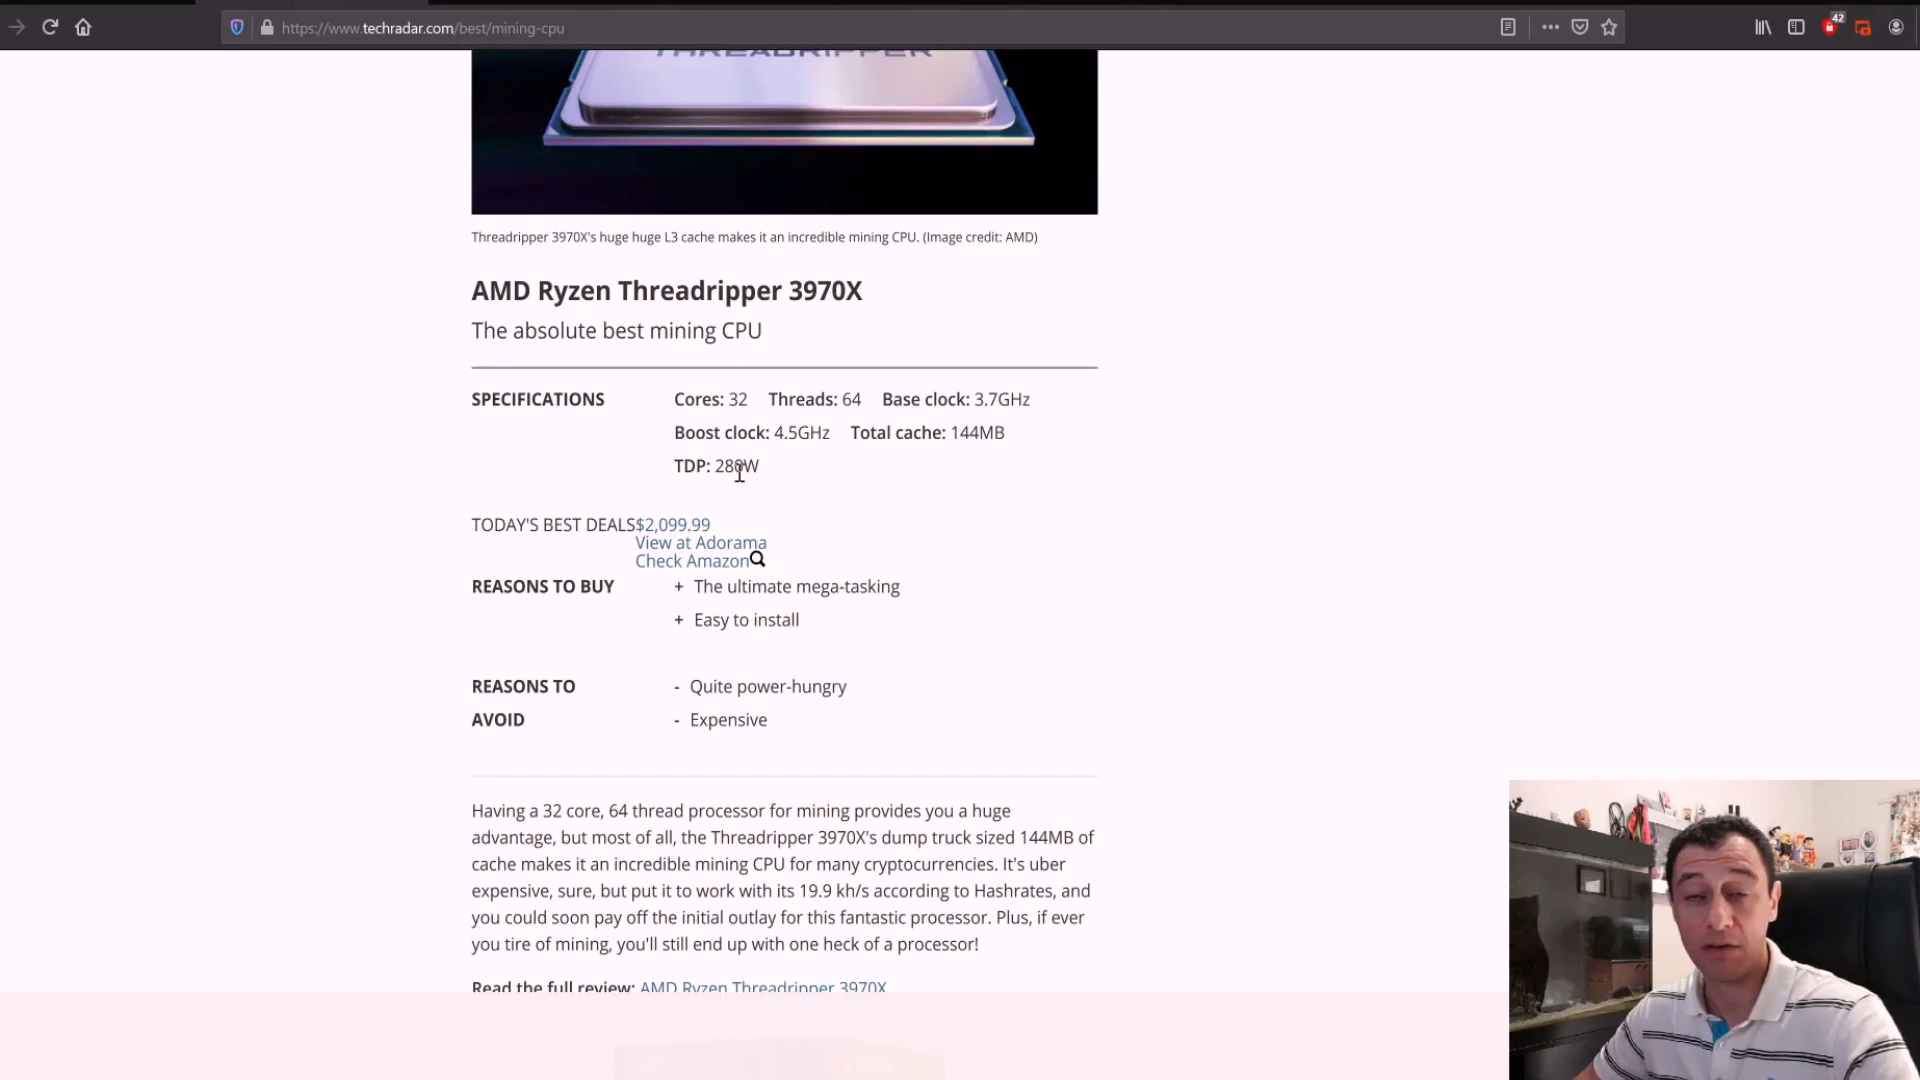 https://www.techradar.com/best/mining-cpu
42
THREADRIPPER
Threadripper 3970X's huge huge L3 cache makes it an incredible mining CPU. (Image credit: AMD)
AMD Ryzen Threadripper 3970X
The absolute best mining CPU
SPECIFICATIONS Cores: 32 Threads: 64 Base clock: 3.7GHz
Boost clock: 4.5GHz Total cache: 144MB
TDP: 280W
TODAY'S BEST DEALS $2,099.99
View at Adorama
Check Amazon
REASONS TO BUY + The ultimate mega-tasking
+ Easy to install
REASONS TO - Quite power-hungry
AVOID - Expensive
Having a 32 core, 64 thread processor for mining provides you a huge
advantage, but most of all, the Threadripper 3970X's dump truck sized 144MB of
cache makes it an incredible mining CPU for many cryptocurrencies. It's uber
expensive, sure, but put it to work with its 19.9 kh/s according to Hashrates, and
you could soon pay off the initial outlay for this fantastic processor. Plus, if ever
you tire of mining, you'll still end up with one heck of a processor!
Read the full review: AMD Ryzen Threadripper 3970X